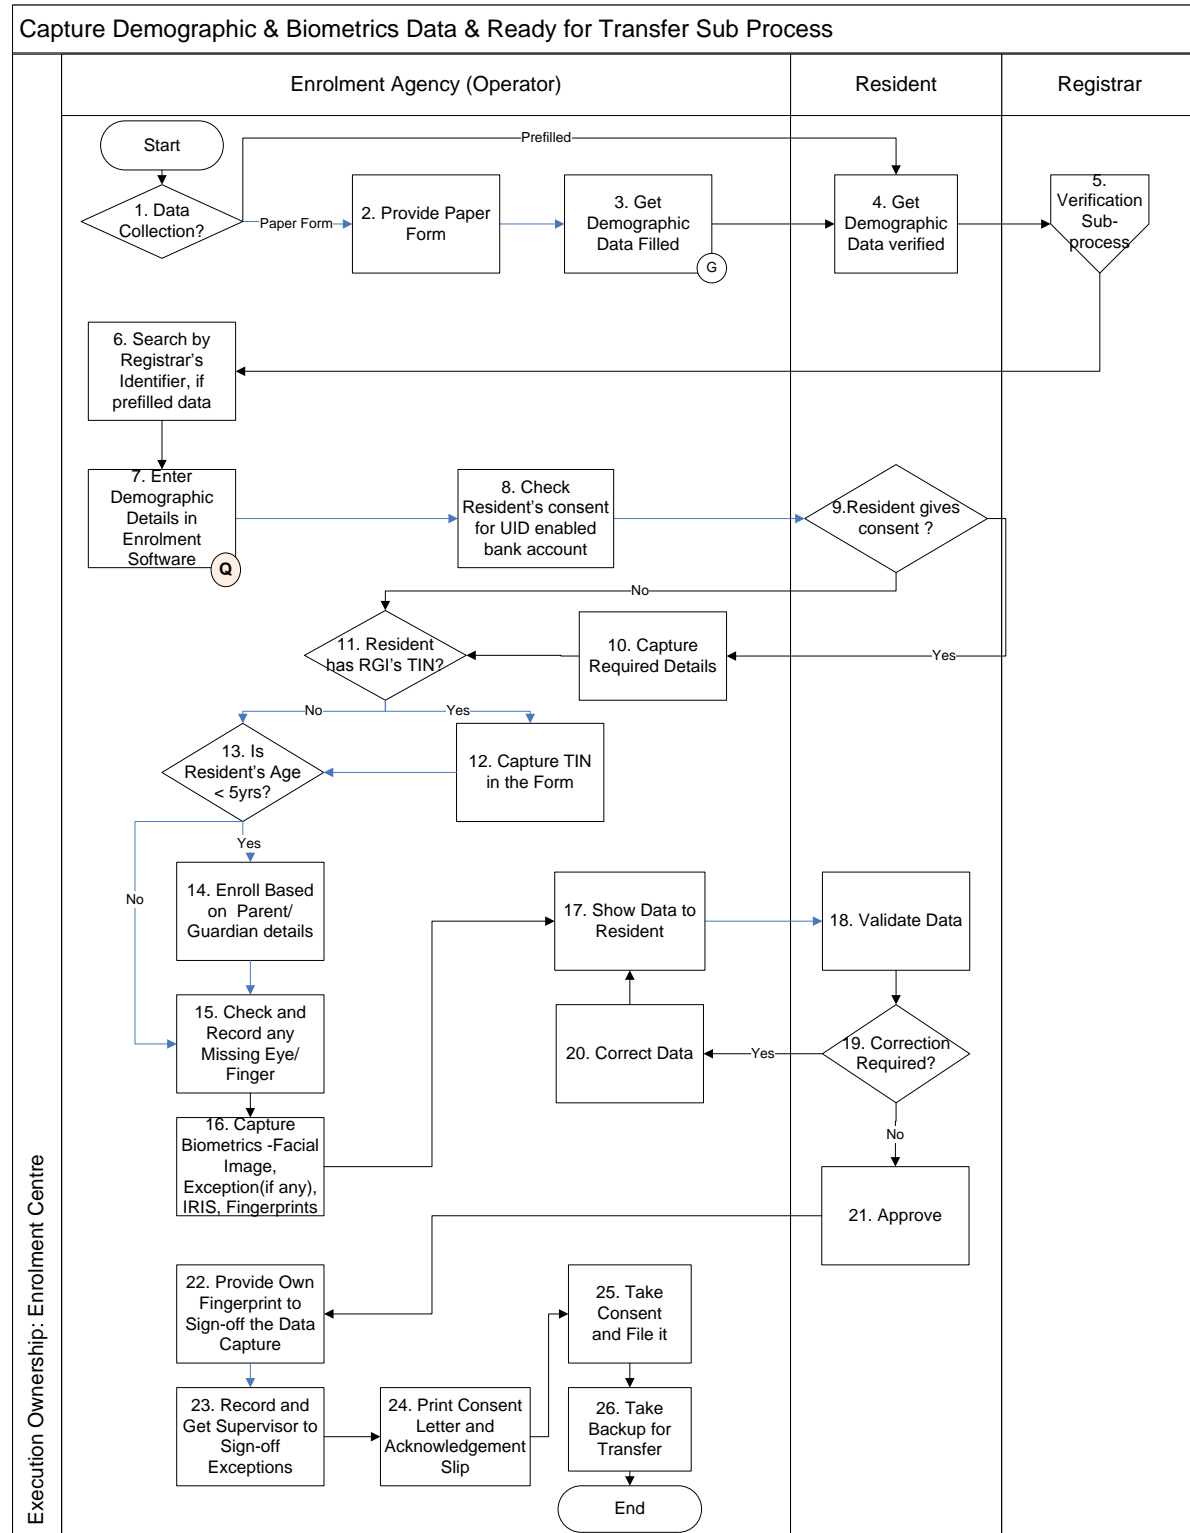 Capture Demographic & Biometrics Data & Ready for Transfer Sub Process
Enrolment Agency (Operator)
Resident
Registrar
Execution Ownership: Enrolment Centre
Start
Prefilled
1. Data
Collection?
Paper Form
2. Provide Paper
Form
3. Get
Demographic
Data Filled
G
4. Get
Demographic
Data verified
5.
Verification
Sub-
process
6. Search by
Registrar's
Identifier, if
prefilled data
7. Enter
Demographic
Details in
Enrolment
Software
Q
8. Check
Resident's consent
for UID enabled
bank account
9.Resident gives
consent ?
No
Yes
10. Capture
Required Details
11. Resident
has RGI's TIN?
No
Yes
12. Capture TIN
in the Form
13. Is
Resident's Age
< 5yrs?
Yes
No
14. Enroll Based
on Parent/
Guardian details
15. Check and
Record any
Missing Eye/
Finger
16. Capture
Biometrics -Facial
Image,
Exception(if any),
IRIS, Fingerprints
17. Show Data to
Resident
18. Validate Data
19. Correction
Required?
Yes
20. Correct Data
No
21. Approve
22. Provide Own
Fingerprint to
Sign-off the Data
Capture
23. Record and
Get Supervisor to
Sign-off
Exceptions
24. Print Consent
Letter and
Acknowledgement
Slip
25. Take
Consent
and File it
26. Take
Backup for
Transfer
End